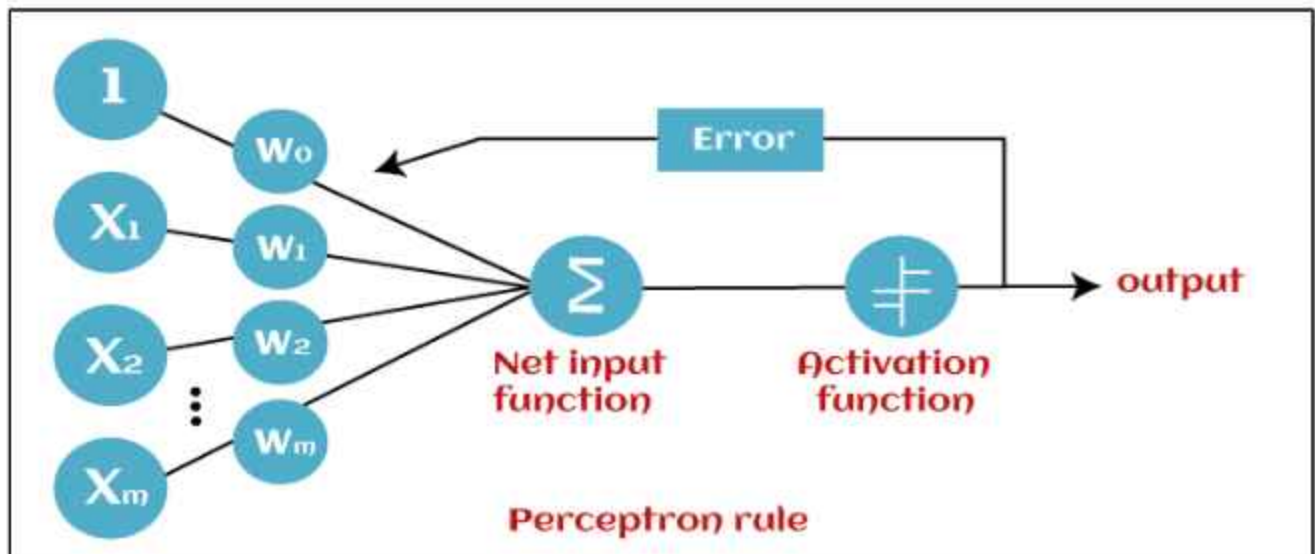 1
W0
Error
X1
W1
Σ
output
X2
W2
Net input
function
Activation
function
Xm
Wm
Perceptron rule